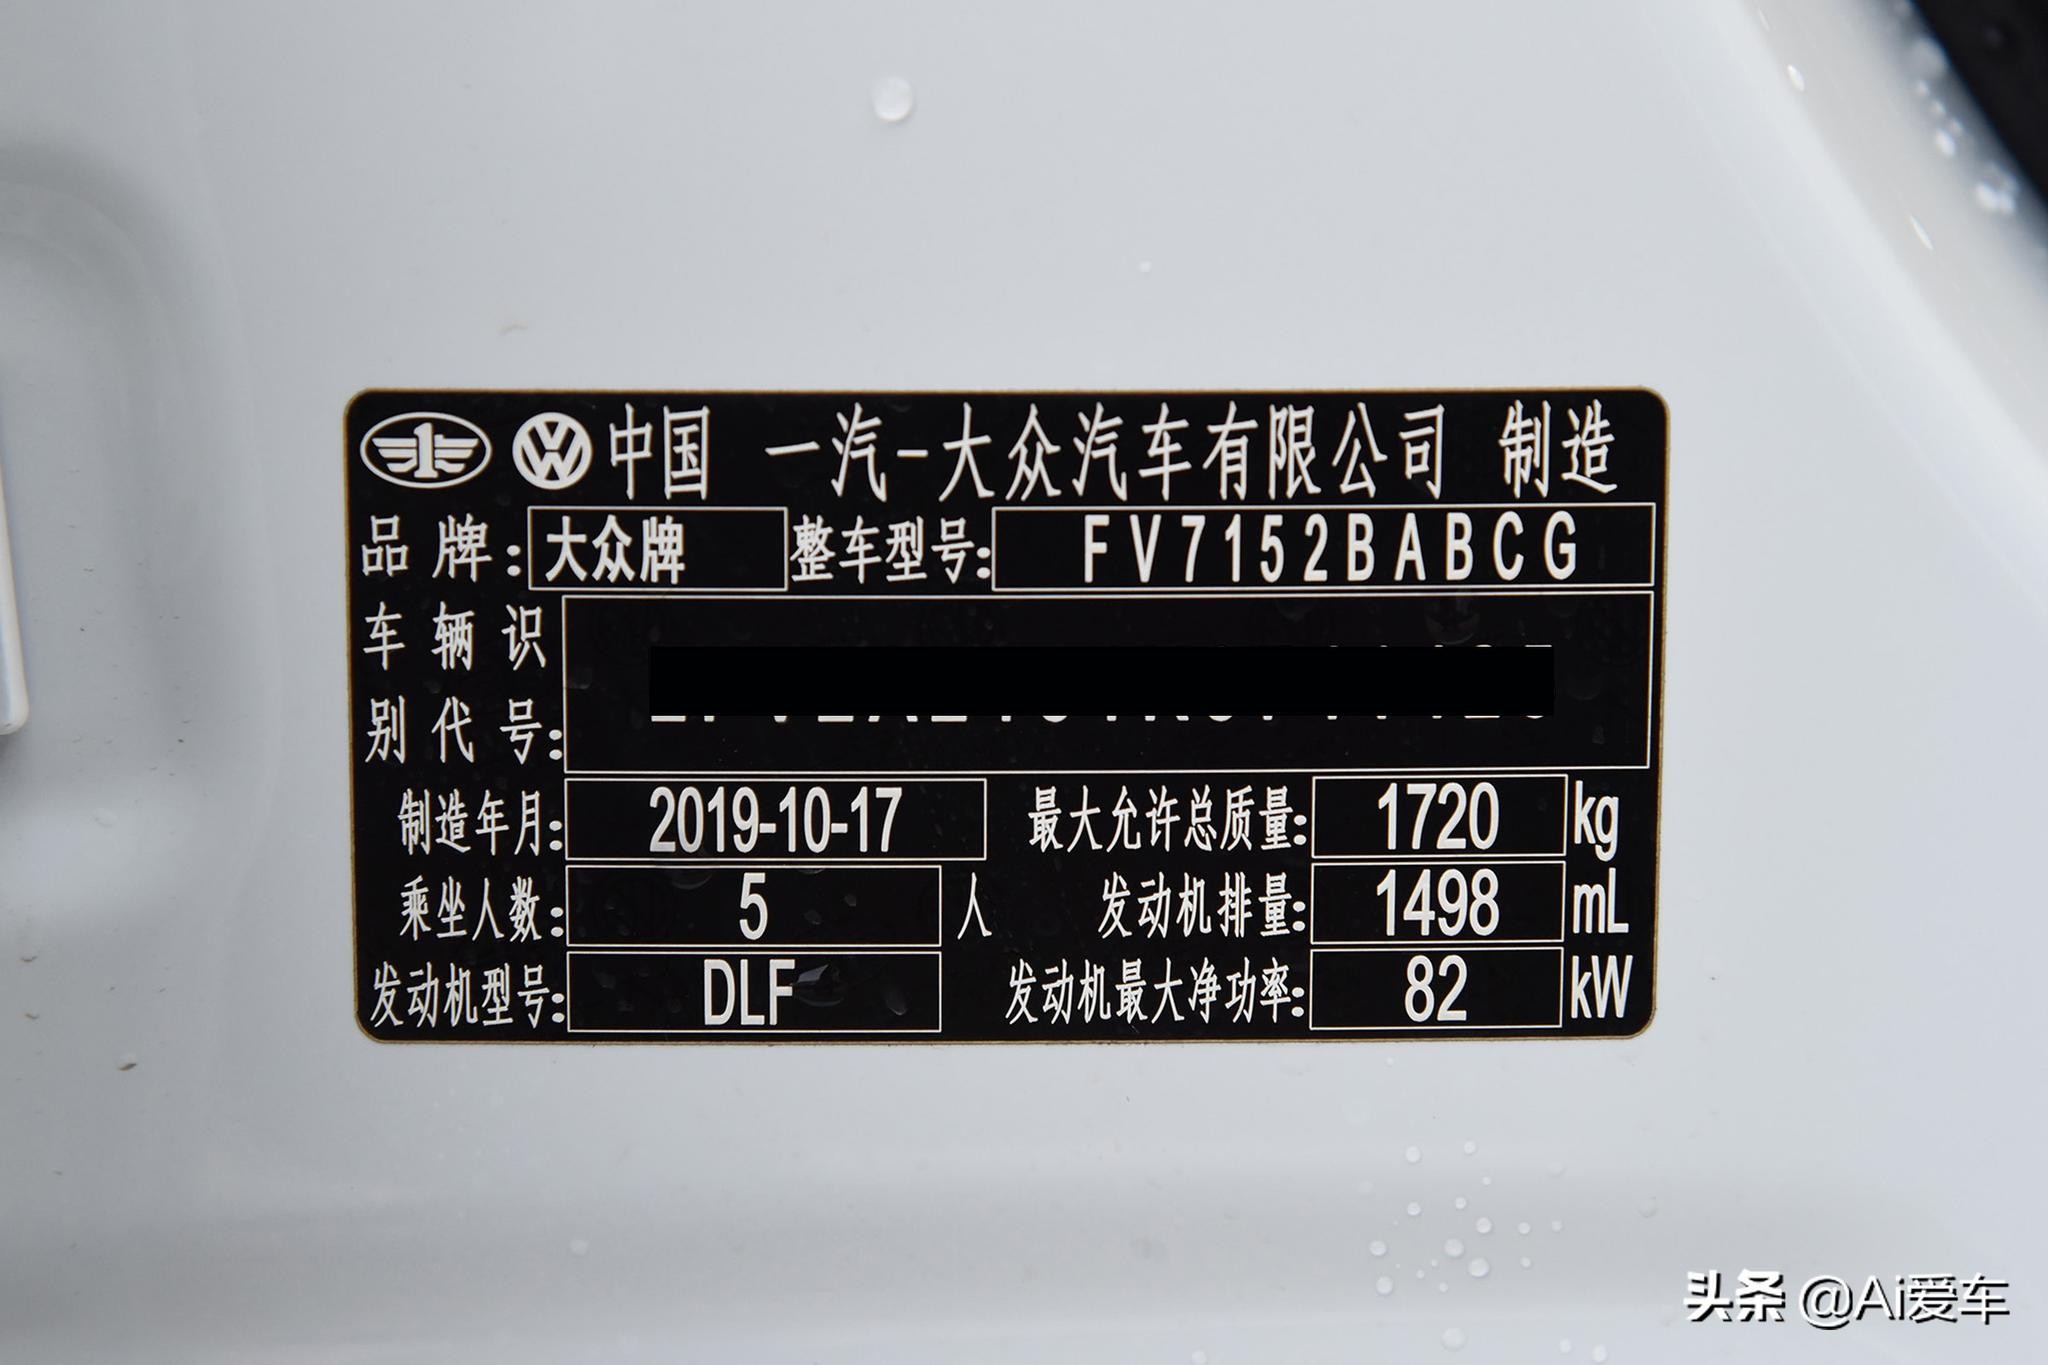 中国 一汽-大众汽车有限公司 制造
品牌: 大众牌 整车型号: FV7152BABCG
车辆识
别代号:
制造年月: 2019-10-17 最大允许总质量: 1720 kg
乘坐人数: 5 人 发动机排量: 1498 mL
发动机型号: DLF 发动机最大净功率: 82 kW
头条 @Ai爱车